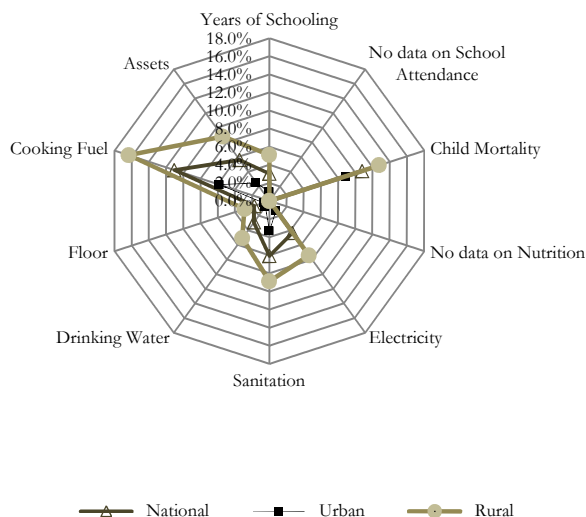 Years of Schooling
18.0%
16.0%
14.0%
12.0%
10.0%
8.0%
6.0%
4.0%
2.0%
0.0%
No data on School
Attendance
Child Mortality
No data on Nutrition
Electricity
Sanitation
Drinking Water
Floor
Cooking Fuel
Assets
National
Urban
Rural